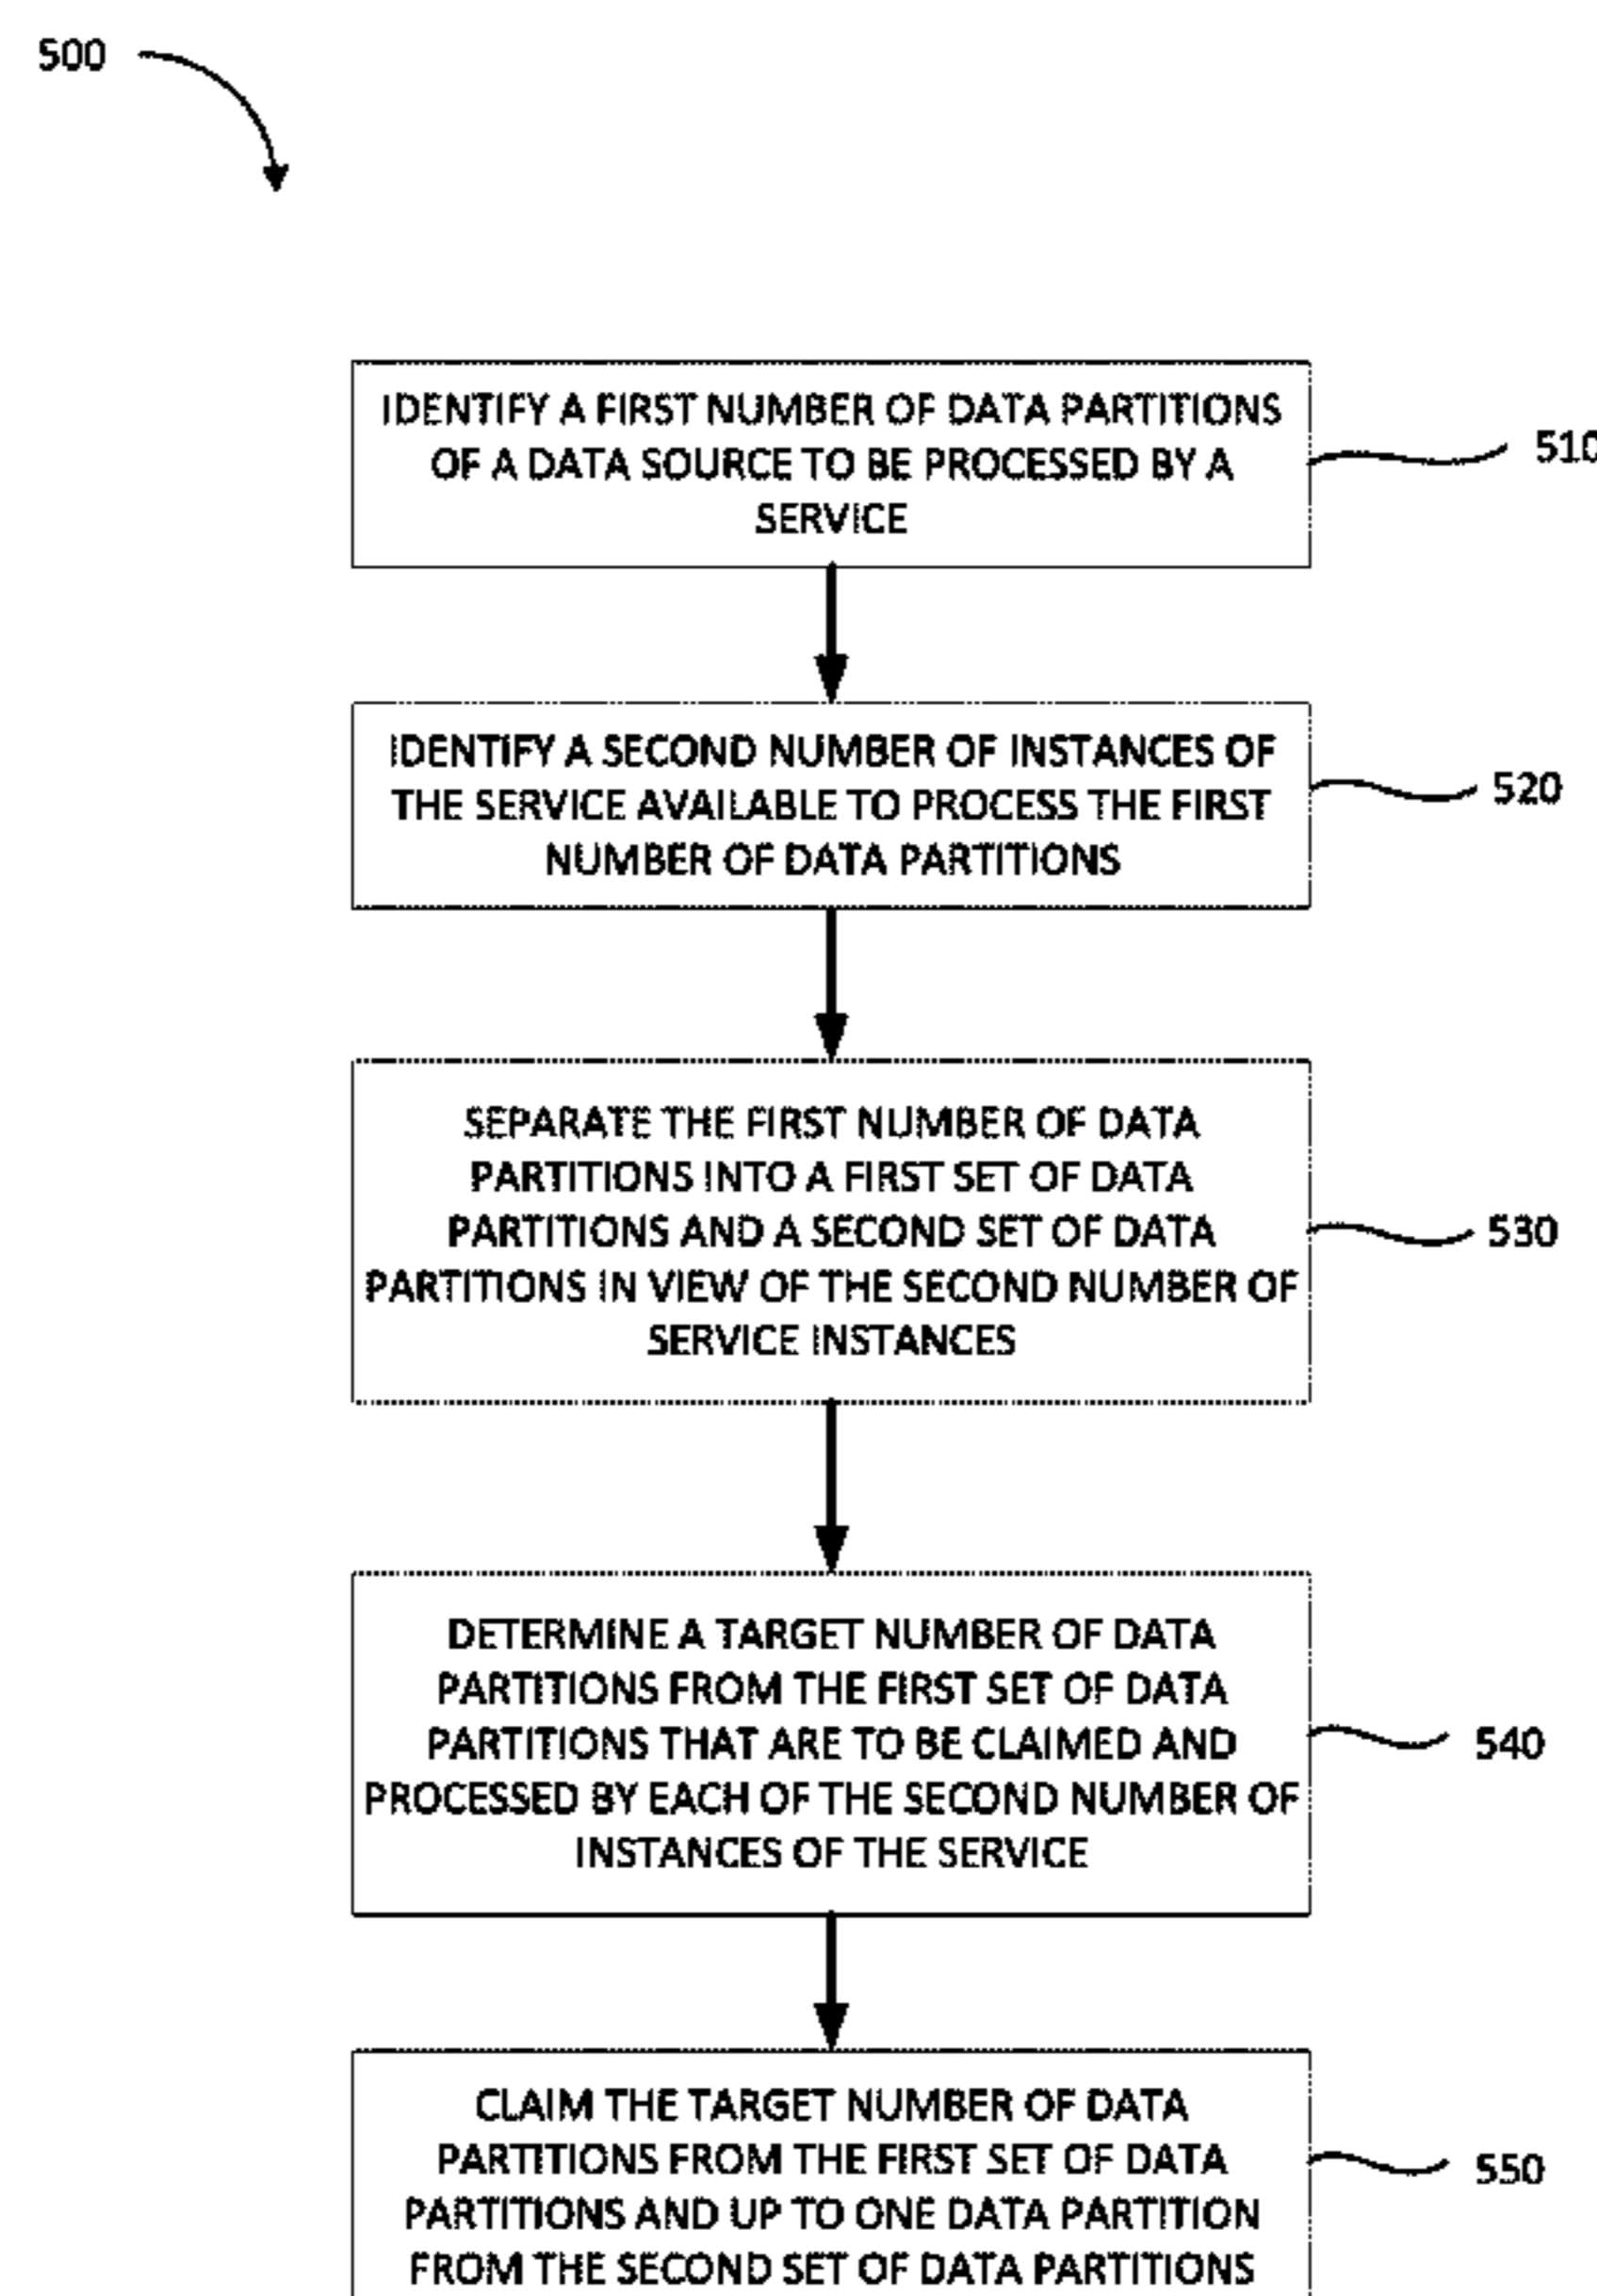 500
IDENTIFY A FIRST NUMBER OF DATA PARTITIONS
OF A DATA SOURCE TO BE PROCESSED BY A
SERVICE
510
IDENTIFY A SECOND NUMBER OF INSTANCES OF
THE SERVICE AVAILABLE TO PROCESS THE FIRST
NUMBER OF DATA PARTITIONS
520
SEPARATE THE FIRST NUMBER OF DATA
PARTITIONS INTO A FIRST SET OF DATA
PARTITIONS AND A SECOND SET OF DATA
PARTITIONS IN VIEW OF THE SECOND NUMBER OF
SERVICE INSTANCES
530
DETERMINE A TARGET NUMBER OF DATA
PARTITIONS FROM THE FIRST SET OF DATA
PARTITIONS THAT ARE TO BE CLAIMED AND
PROCESSED BY EACH OF THE SECOND NUMBER OF
INSTANCES OF THE SERVICE
540
CLAIM THE TARGET NUMBER OF DATA
PARTITIONS FROM THE FIRST SET OF DATA
PARTITIONS AND UP TO ONE DATA PARTITION
FROM THE SECOND SET OF DATA PARTITIONS
550